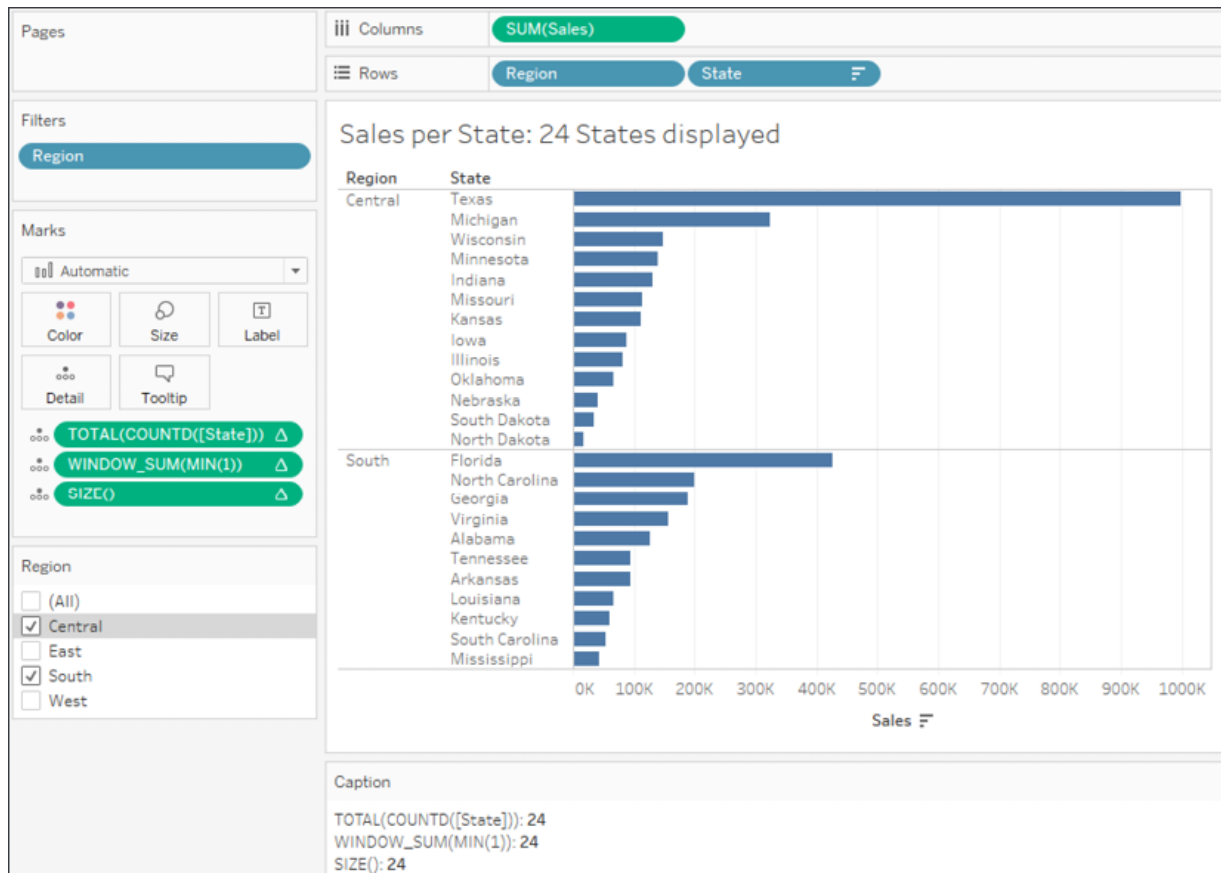 Pages
Columns
SUM(Sales)
Rows
Region
State
Filters
Region
Marks
Automatic
Color
Size
Label
Detail
Tooltip
TOTAL(COUNTD([State]))
WINDOW_SUM(MIN(1))
SIZE()
Region
(All)
Central
East
South
West
Sales per State: 24 States displayed
Region State
Central Texas
Michigan
Wisconsin
Minnesota
Indiana
Missouri
Kansas
Iowa
Illinois
Oklahoma
Nebraska
South Dakota
North Dakota
South Florida
North Carolina
Georgia
Virginia
Alabama
Tennessee
Arkansas
Louisiana
Kentucky
South Carolina
Mississippi
0K 100K 200K 300K 400K 500K 600K 700K 800K 900K 1000K
Sales
Caption
TOTAL(COUNTD([State])): 24
WINDOW_SUM(MIN(1)): 24
SIZE(): 24